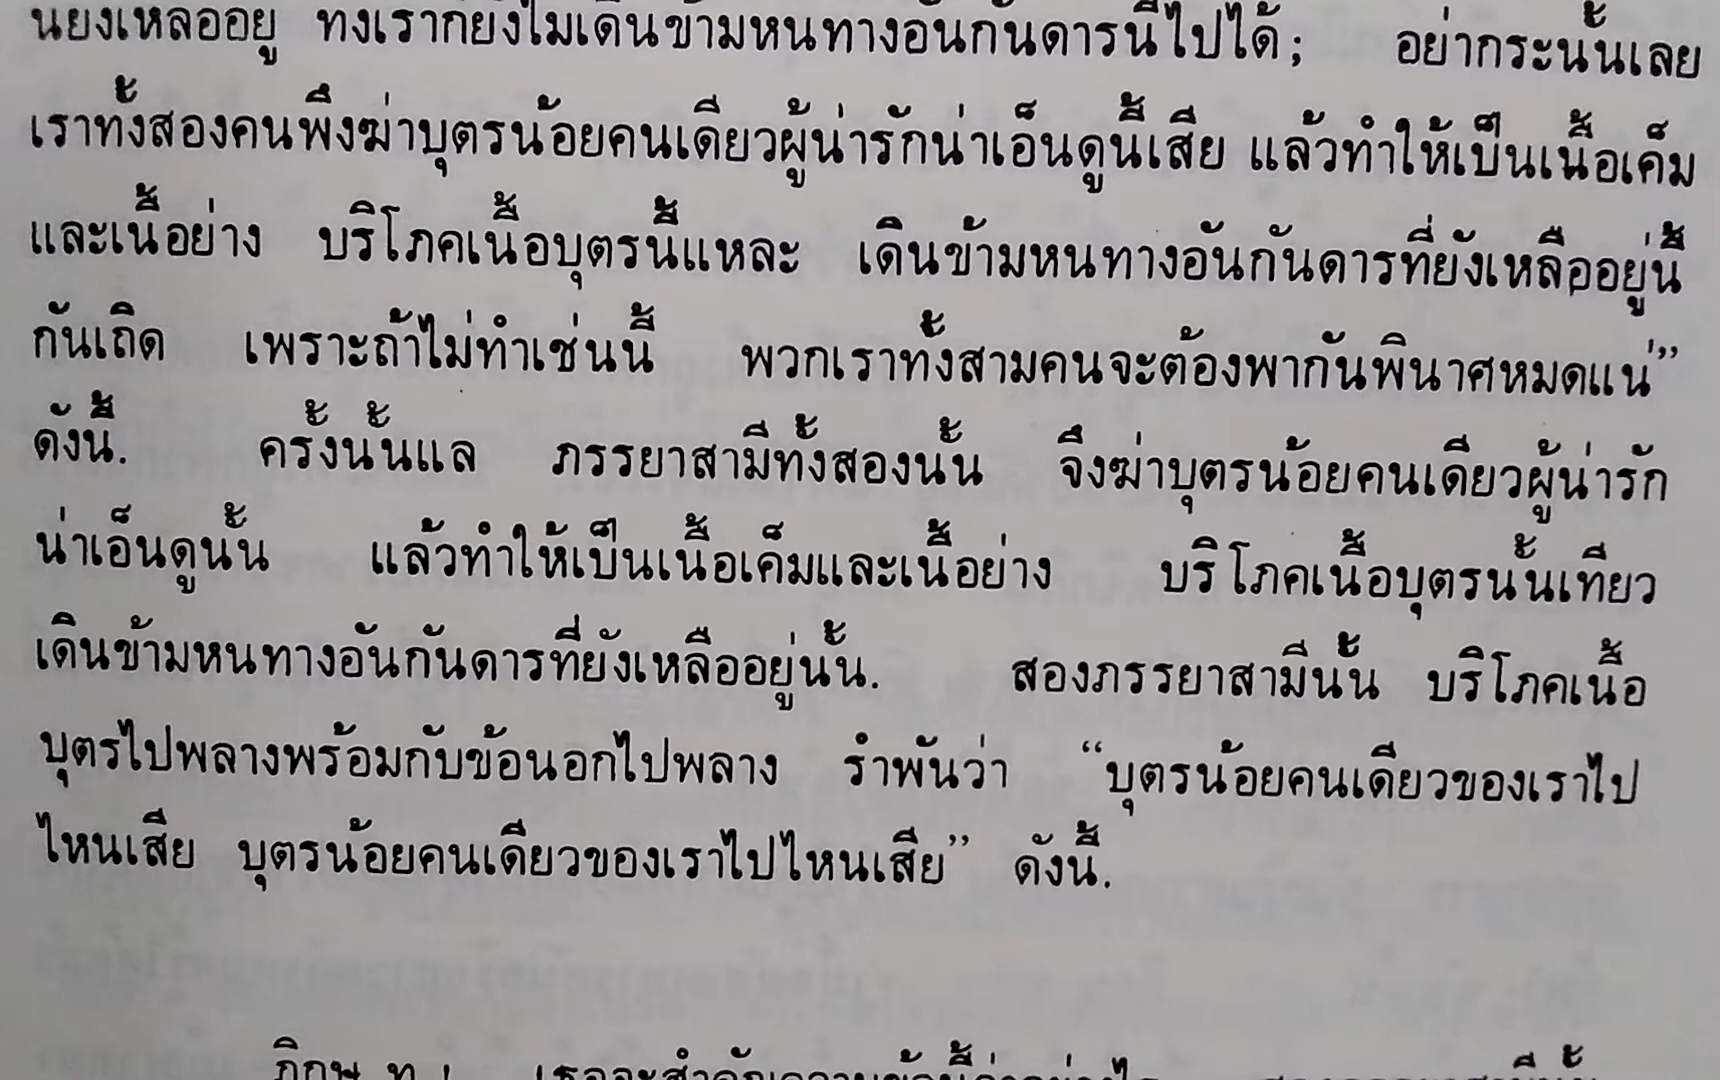 นี้ยังเหลืออยู่ ทั้งเราก็ยังไม่เดินข้ามหนทางอันกันดารนี้ไปได้; อย่ากระนั้นเลย
เราทั้งสองคนพึงฆ่าบุตรน้อยคนเดียวผู้น่ารักน่าเอ็นดูนี้เสีย แล้วทำให้เป็นเนื้อเค็ม
และเนื้อย่าง บริโภคเนื้อบุตรนี้แหละ เดินข้ามหนทางอันกันดารที่ยังเหลืออยู่นี้
กันเถิด เพราะถ้าไม่ทำเช่นนี้ พวกเราทั้งสามคนจะต้องพากันพินาศหมดแน่”
ดังนี้. ครั้งนั้นแล ภรรยาสามีทั้งสองนั้น จึงฆ่าบุตรน้อยคนเดียวผู้น่ารัก
น่าเอ็นดูนั้น แล้วทำให้เป็นเนื้อเค็มและเนื้อย่าง บริโภคเนื้อบุตรนั้นเทียว
เดินข้ามหนทางอันกันดารที่ยังเหลืออยู่นั้น. สองภรรยาสามีนั้น บริโภคเนื้อ
บุตรไปพลางพร้อมกับข้อนอกไปพลาง รำพันว่า “บุตรน้อยคนเดียวของเราไป
ไหนเสีย บุตรน้อยคนเดียวของเราไปไหนเสีย” ดังนี้.